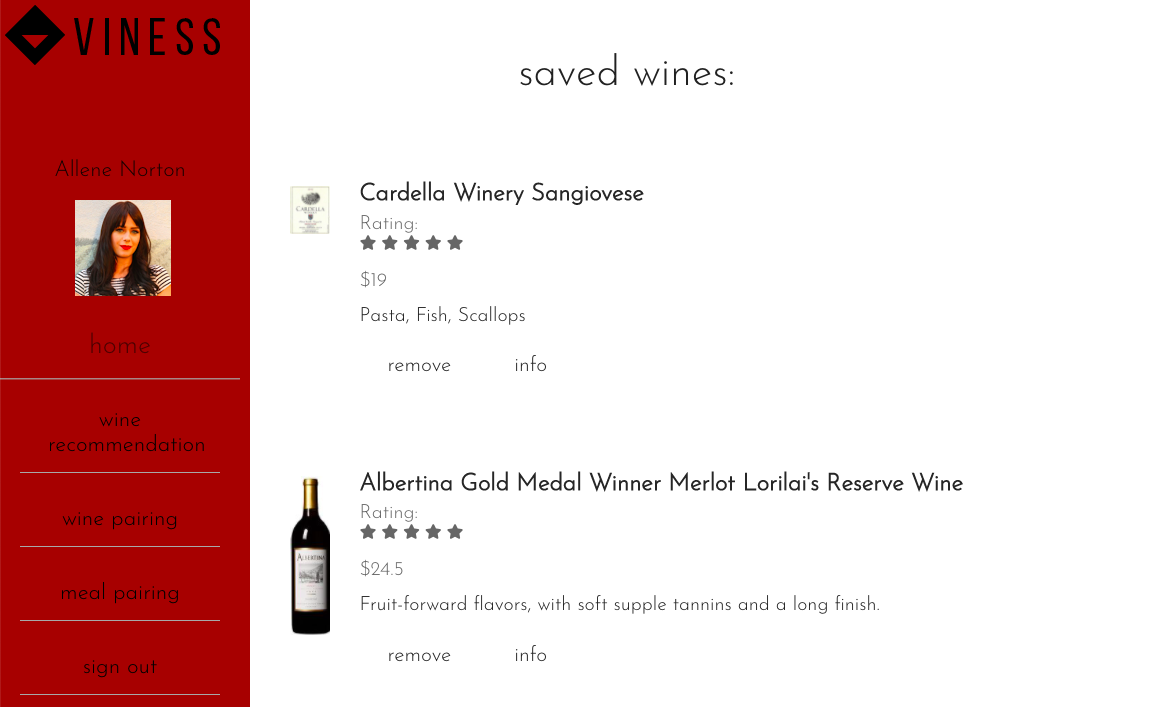 VINESS
Allene Norton
home
wine
recommendation
wine pairing
meal pairing
sign out
saved wines:
CARDELLA
Cardella Winery Sangiovese
Rating:
$19
Pasta, Fish, Scallops
remove info
ALBERTINA
Albertina Gold Medal Winner Merlot Lorilai's Reserve Wine
Rating:
$24.5
Fruit-forward flavors, with soft supple tannins and a long finish.
remove info